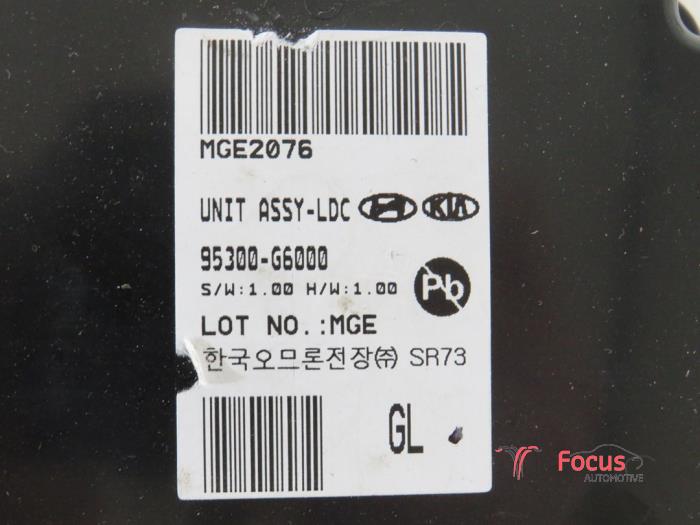 MGE2076
UNIT ASSY-LDC KIA
95300-G6000
S/W:1.00 H/W:1.00
Pb
LOT NO.:MGE
한국오므론전장㈜ SR73
GL
Focus
AUTOMOTIVE